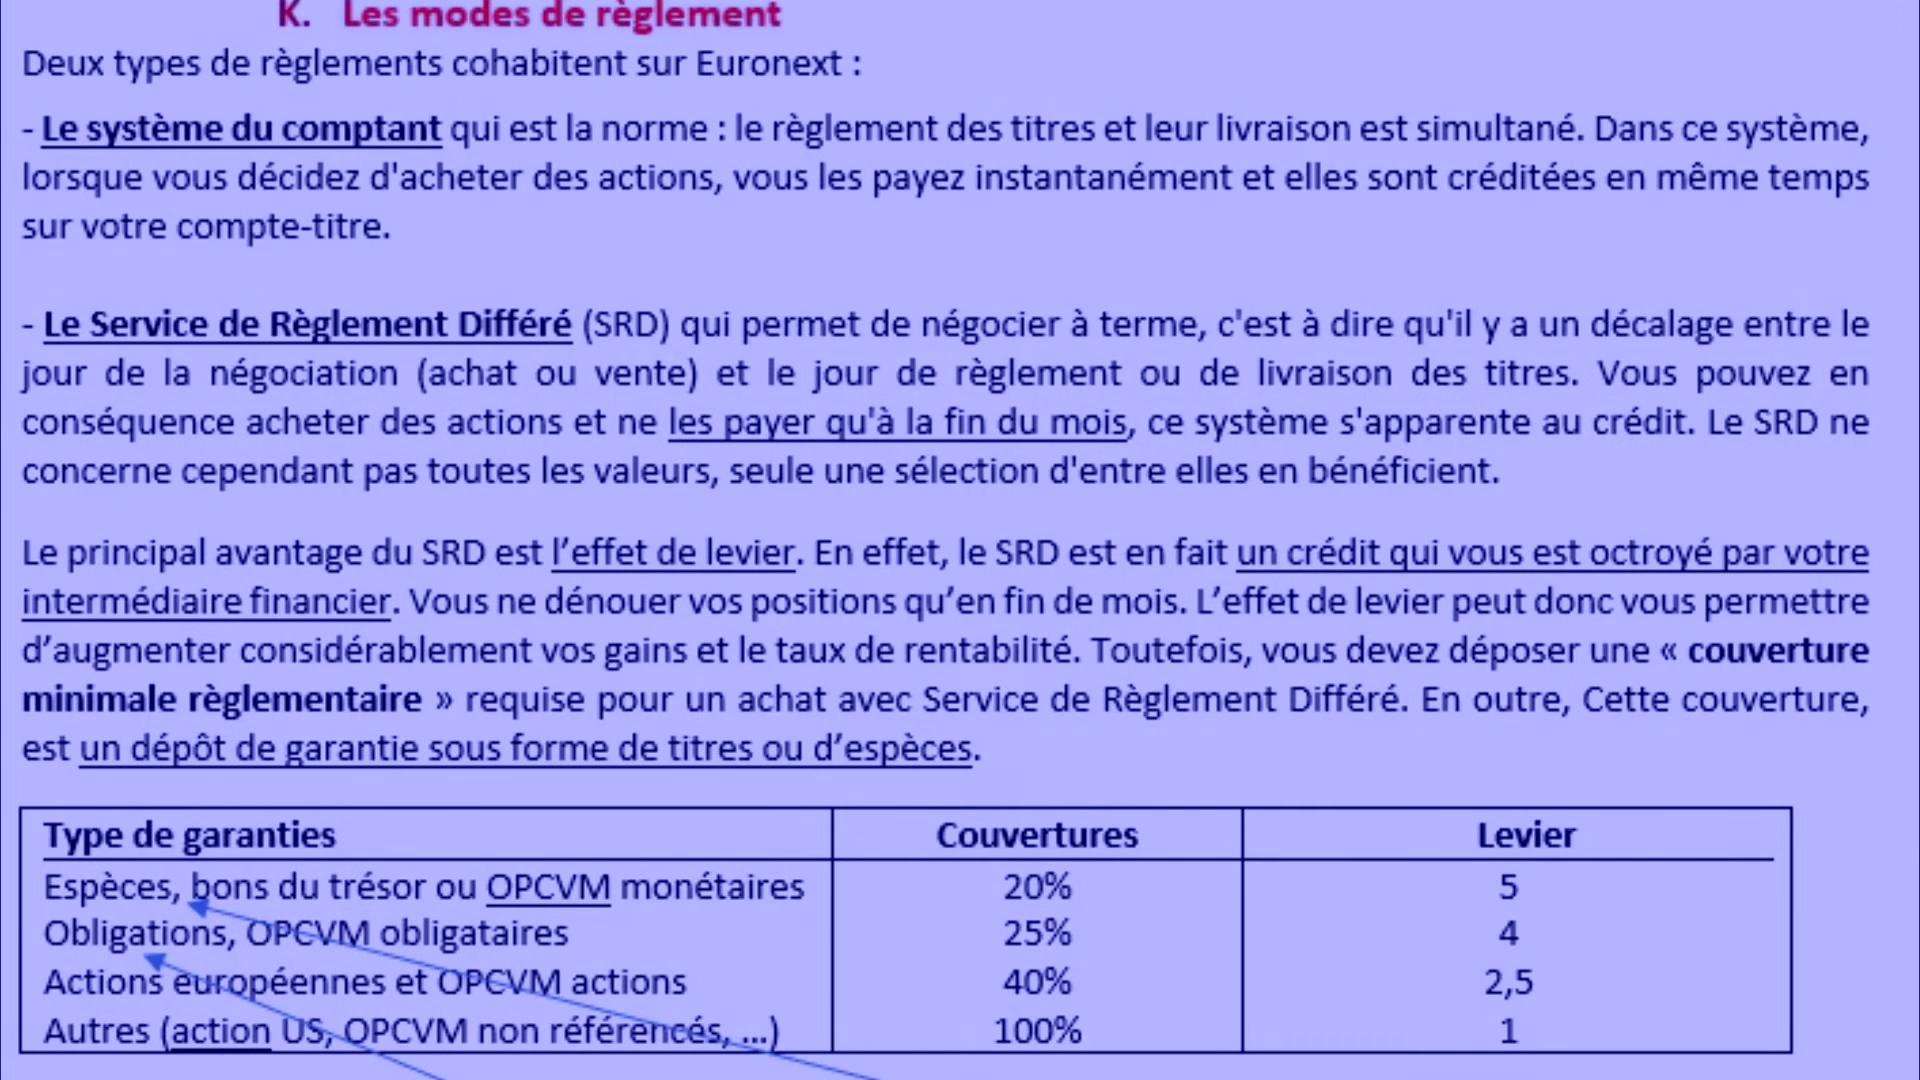 K. Les modes de règlement
Deux types de règlements cohabitent sur Euronext :
- Le système du comptant qui est la norme : le règlement des titres et leur livraison est simultané. Dans ce système,
lorsque vous décidez d'acheter des actions, vous les payez instantanément et elles sont créditées en même temps
sur votre compte-titre.
- Le Service de Règlement Différé (SRD) qui permet de négocier à terme, c'est à dire qu'il y a un décalage entre le
jour de la négociation (achat ou vente) et le jour de règlement ou de livraison des titres. Vous pouvez en
conséquence acheter des actions et ne les payer qu'à la fin du mois, ce système s'apparente au crédit. Le SRD ne
concerne cependant pas toutes les valeurs, seule une sélection d'entre elles en bénéficient.
Le principal avantage du SRD est l’effet de levier. En effet, le SRD est en fait un crédit qui vous est octroyé par votre
intermédiaire financier. Vous ne dénouer vos positions qu’en fin de mois. L’effet de levier peut donc vous permettre
d’augmenter considérablement vos gains et le taux de rentabilité. Toutefois, vous devez déposer une « couverture
minimale règlementaire » requise pour un achat avec Service de Règlement Différé. En outre, Cette couverture,
est un dépôt de garantie sous forme de titres ou d’espèces.
Type de garanties Couvertures Levier
Espèces, bons du trésor ou OPCVM monétaires 20% 5
Obligations, OPCVM obligataires 25% 4
Actions européennes et OPCVM actions 40% 2,5
Autres (action US, OPCVM non référencés, ...) 100% 1